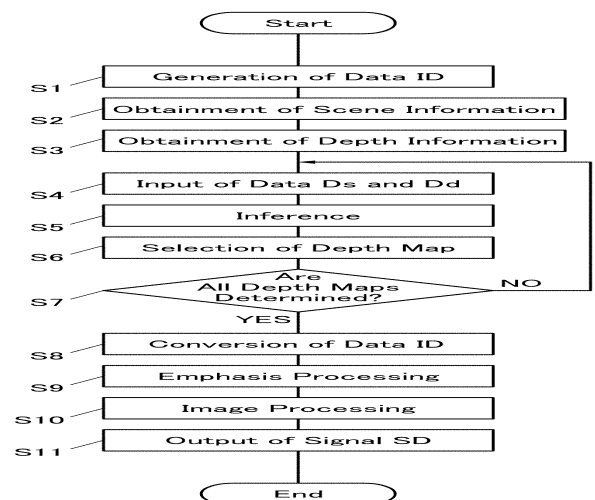 Start
S1 Generation of Data ID
S2 Obtainment of Scene Information
S3 Obtainment of Depth Information
S4 Input of Data Ds and Dd
S5 Inference
S6 Selection of Depth Map
Are
All Depth Maps
Determined?
S7
NO
YES
S8 Conversion of Data ID
S9 Emphasis Processing
S10 Image Processing
S11 Output of Signal SD
End